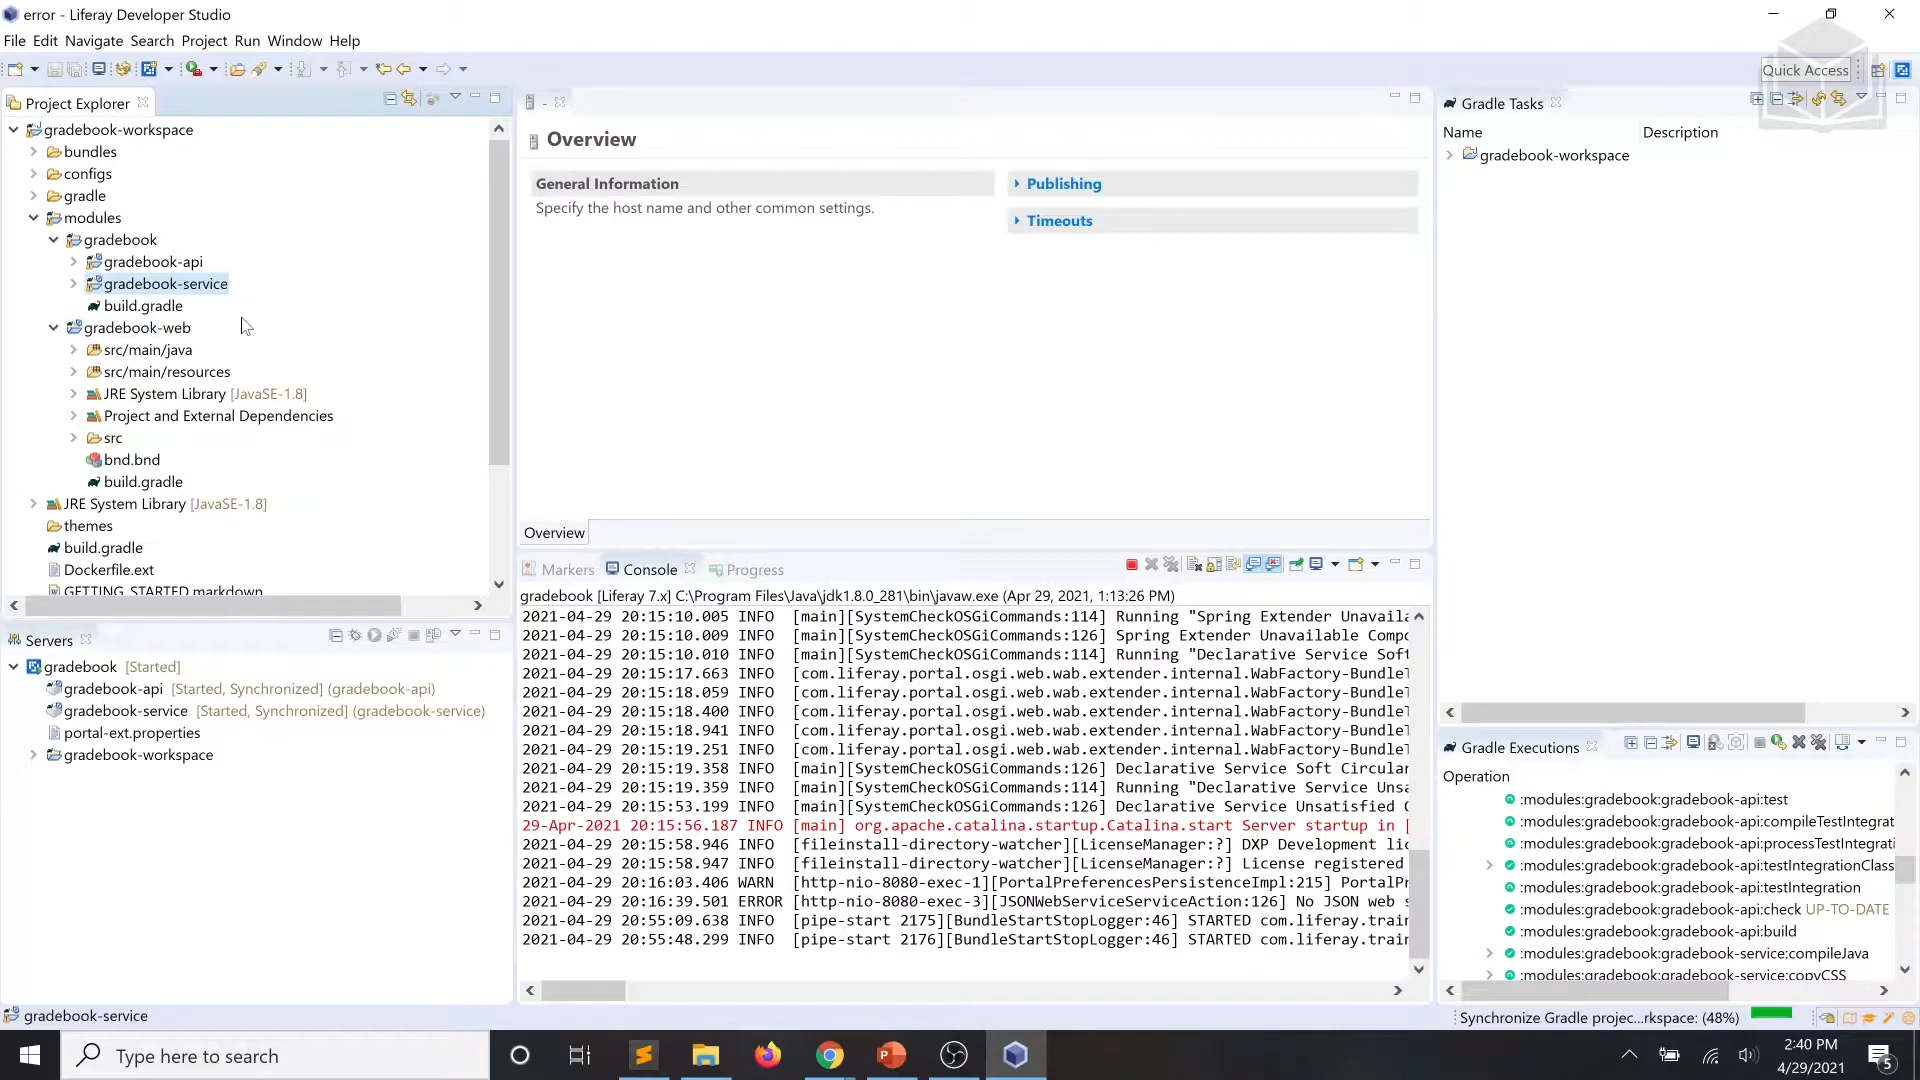 error - Liferay Developer Studio
File Edit Navigate Search Project Run Window Help
Quick Access
Project Explorer
gradebook-workspace
bundles
configs
gradle
modules
gradebook
gradebook-api
gradebook-service
build.gradle
gradebook-web
src/main/java
src/main/resources
JRE System Library [JavaSE-1.8]
Project and External Dependencies
src
bnd.bnd
build.gradle
JRE System Library [JavaSE-1.8]
themes
build.gradle
Dockerfile.ext
GETTING_STARTED.markdown
Servers
gradebook [Started]
gradebook-api [Started, Synchronized] (gradebook-api)
gradebook-service [Started, Synchronized] (gradebook-service)
portal-ext.properties
gradebook-workspace
-
Overview
General Information
Specify the host name and other common settings.
Publishing
Timeouts
Overview
Markers Console Progress
gradebook [Liferay 7.x] C:\Program Files\Java\jdk1.8.0_281\bin\javaw.exe (Apr 29, 2021, 1:13:26 PM)
2021-04-29 20:15:10.005 INFO [main][SystemCheckOSGiCommands:114] Running "Spring Extender Unavaila
2021-04-29 20:15:10.009 INFO [main][SystemCheckOSGiCommands:126] Spring Extender Unavailable Compo
2021-04-29 20:15:10.010 INFO [main][SystemCheckOSGiCommands:114] Running "Declarative Service Soft
2021-04-29 20:15:17.663 INFO [com.liferay.portal.osgi.web.wab.extender.internal.WabFactory-BundleT
2021-04-29 20:15:18.059 INFO [com.liferay.portal.osgi.web.wab.extender.internal.WabFactory-BundleT
2021-04-29 20:15:18.400 INFO [com.liferay.portal.osgi.web.wab.extender.internal.WabFactory-BundleT
2021-04-29 20:15:18.941 INFO [com.liferay.portal.osgi.web.wab.extender.internal.WabFactory-BundleT
2021-04-29 20:15:19.251 INFO [com.liferay.portal.osgi.web.wab.extender.internal.WabFactory-BundleT
2021-04-29 20:15:19.358 INFO [main][SystemCheckOSGiCommands:126] Declarative Service Soft Circular
2021-04-29 20:15:19.359 INFO [main][SystemCheckOSGiCommands:114] Running "Declarative Service Unsa
2021-04-29 20:15:53.199 INFO [main][SystemCheckOSGiCommands:126] Declarative Service Unsatisfied C
29-Apr-2021 20:15:56.187 INFO [main] org.apache.catalina.startup.Catalina.start Server startup in [
2021-04-29 20:15:58.946 INFO [fileinstall-directory-watcher][LicenseManager:?] DXP Development lic
2021-04-29 20:15:58.947 INFO [fileinstall-directory-watcher][LicenseManager:?] License registered
2021-04-29 20:16:03.406 WARN [http-nio-8080-exec-1][PortalPreferencesPersistenceImpl:215] PortalPr
2021-04-29 20:16:39.501 ERROR [http-nio-8080-exec-3][JSONWebServiceServiceAction:126] No JSON web s
2021-04-29 20:55:09.638 INFO [pipe-start 2175][BundleStartStopLogger:46] STARTED com.liferay.trai
2021-04-29 20:55:48.299 INFO [pipe-start 2176][BundleStartStopLogger:46] STARTED com.liferay.trai
Gradle Tasks
Name Description
gradebook-workspace
Gradle Executions
Operation
:modules:gradebook:gradebook-api:test
:modules:gradebook:gradebook-api:compileTestIntegrat
:modules:gradebook:gradebook-api:processTestIntegrati
:modules:gradebook:gradebook-api:testIntegrationClass
:modules:gradebook:gradebook-api:testIntegration
:modules:gradebook:gradebook-api:check UP-TO-DATE
:modules:gradebook:gradebook-api:build
:modules:gradebook:gradebook-service:compileJava
:modules:gradebook:gradebook-service:copyCSS
gradebook-service
Synchronize Gradle projec...rkspace: (48%)
Type here to search
2:40 PM
4/29/2021
5